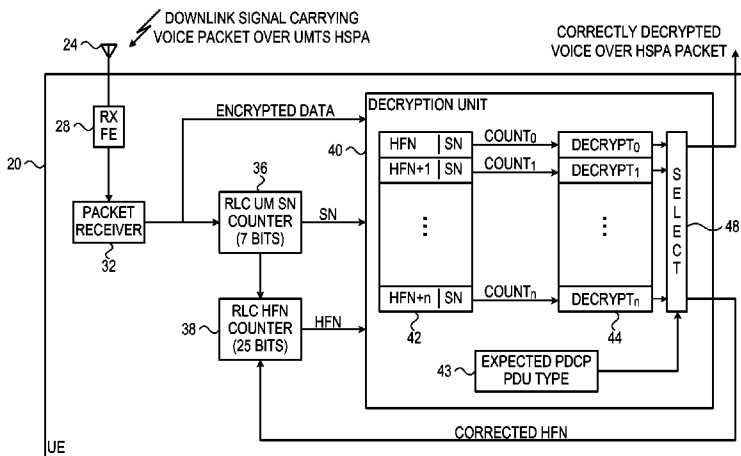 DOWNLINK SIGNAL CARRYING
VOICE PACKET OVER UMTS HSPA
CORRECTLY DECRYPTED
VOICE OVER HSPA PACKET
24
RX
FE
28
20
ENCRYPTED DATA
DECRYPTION UNIT
40
HFN | SN
COUNT₀
DECRYPT₀
HFN+1 | SN
COUNT₁
DECRYPT₁
36
RLC UM SN
COUNTER
(7 BITS)
SN
PACKET
RECEIVER
32
⋮
⋮
SELECT
48
HFN+n | SN
COUNTₙ
DECRYPTₙ
42
44
38
RLC HFN
COUNTER
(25 BITS)
HFN
43
EXPECTED PDCP
PDU TYPE
CORRECTED HFN
UE